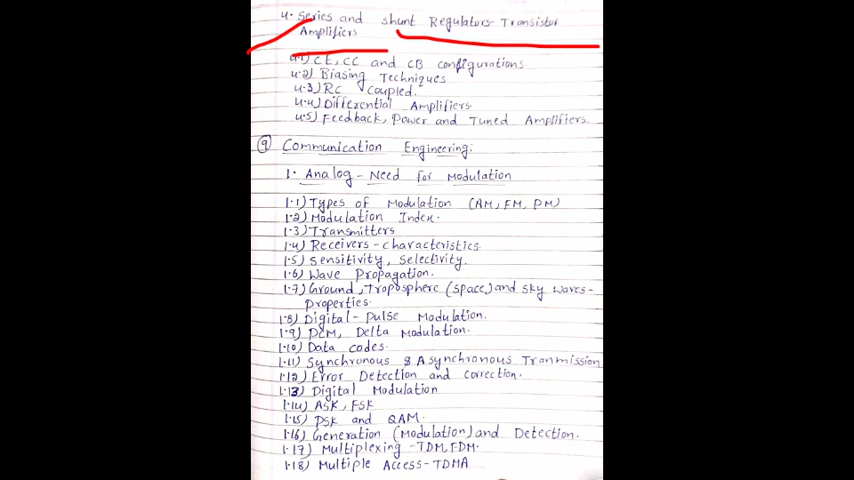 4. Series and shunt Regulators-Transistor
Amplifiers
4.1) CE, CC and CB configurations
4.2) Biasing Techniques
4.3) RC Coupled.
4.4) Differential Amplifiers
4.5) Feedback, Power and Tuned Amplifiers.
9 Communication Engineering:
1. Analog - Need for Modulation
1.1) Types of Modulation (AM, FM, PM)
1.2) Modulation Index.
1.3) Transmitters
1.4) Receivers-characteristics.
1.5) Sensitivity, Selectivity.
1.6) Wave Propagation.
1.7) Ground, Troposphere (space) and sky waves-
properties.
1.8) Digital - Pulse Modulation.
1.9) PCM, Delta Modulation.
1.10) Data codes.
1.11) Synchronous & Asynchronous Tranmission
1.12) Error Detection and correction.
1.13) Digital Modulation
1.14) ASK, FSK
1.15) PSK and QAM.
1.16) Generation (Modulation) and Detection.
1.17) Multiplexing -TDM, FDM.
1.18) Multiple Access-TDMA